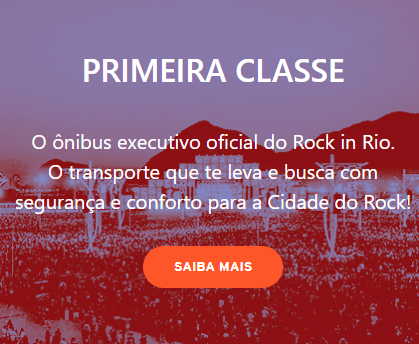 PRIMEIRA CLASSE
O ônibus executivo oficial do Rock in Rio.
O transporte que te leva e busca com
segurança e conforto para a Cidade do Rock!
SAIBA MAIS